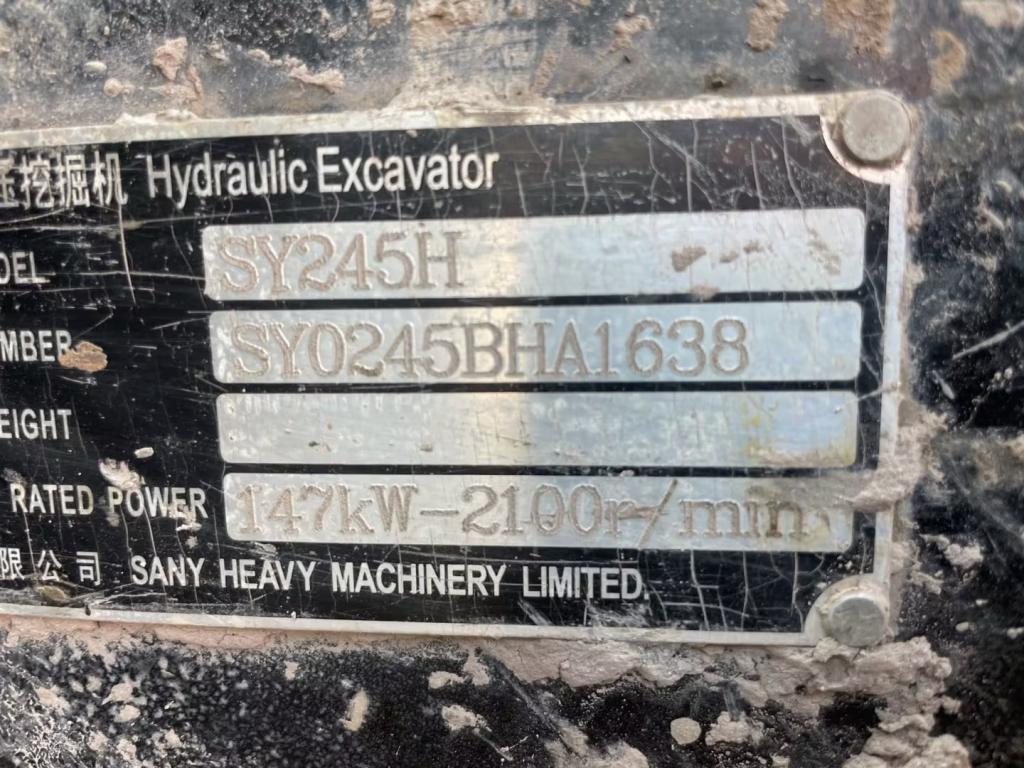 挖掘机 Hydraulic Excavator
DEL SY245H
MBER SY0245BHA1638
EIGHT
RATED POWER 147kW-2100r/min
限公司 SANY HEAVY MACHINERY LIMITED.